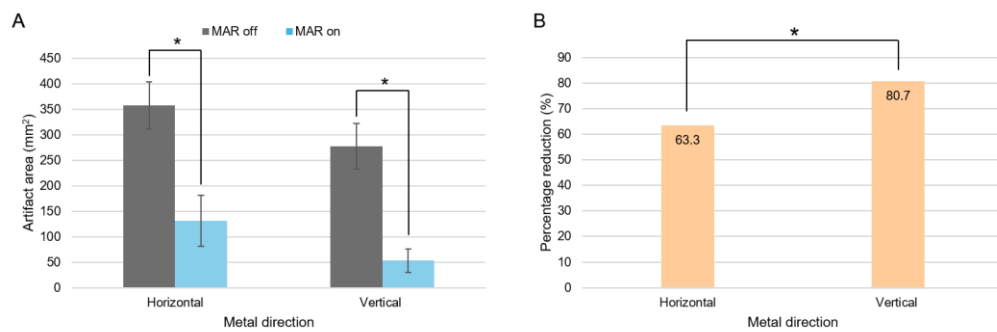 A
MAR off MAR on
*
*
Artifact area (mm²)
450
400
350
300
250
200
150
100
50
0
Horizontal Vertical
Metal direction
B
*
Percentage reduction (%)
90
80
70
60
50
40
30
20
10
0
63.3
80.7
Horizontal Vertical
Metal direction